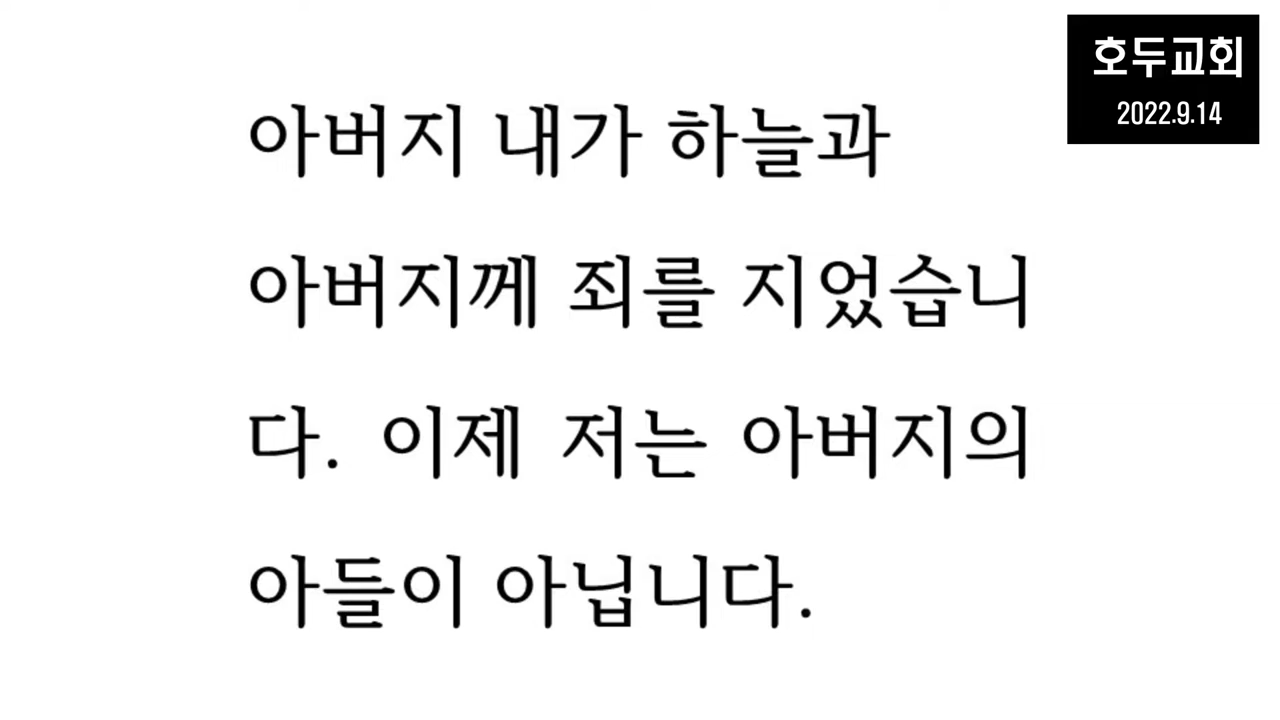 호두교회
2022.9.14
아버지 내가 하늘과
아버지께 죄를 지었습니
다. 이제 저는 아버지의
아들이 아닙니다.